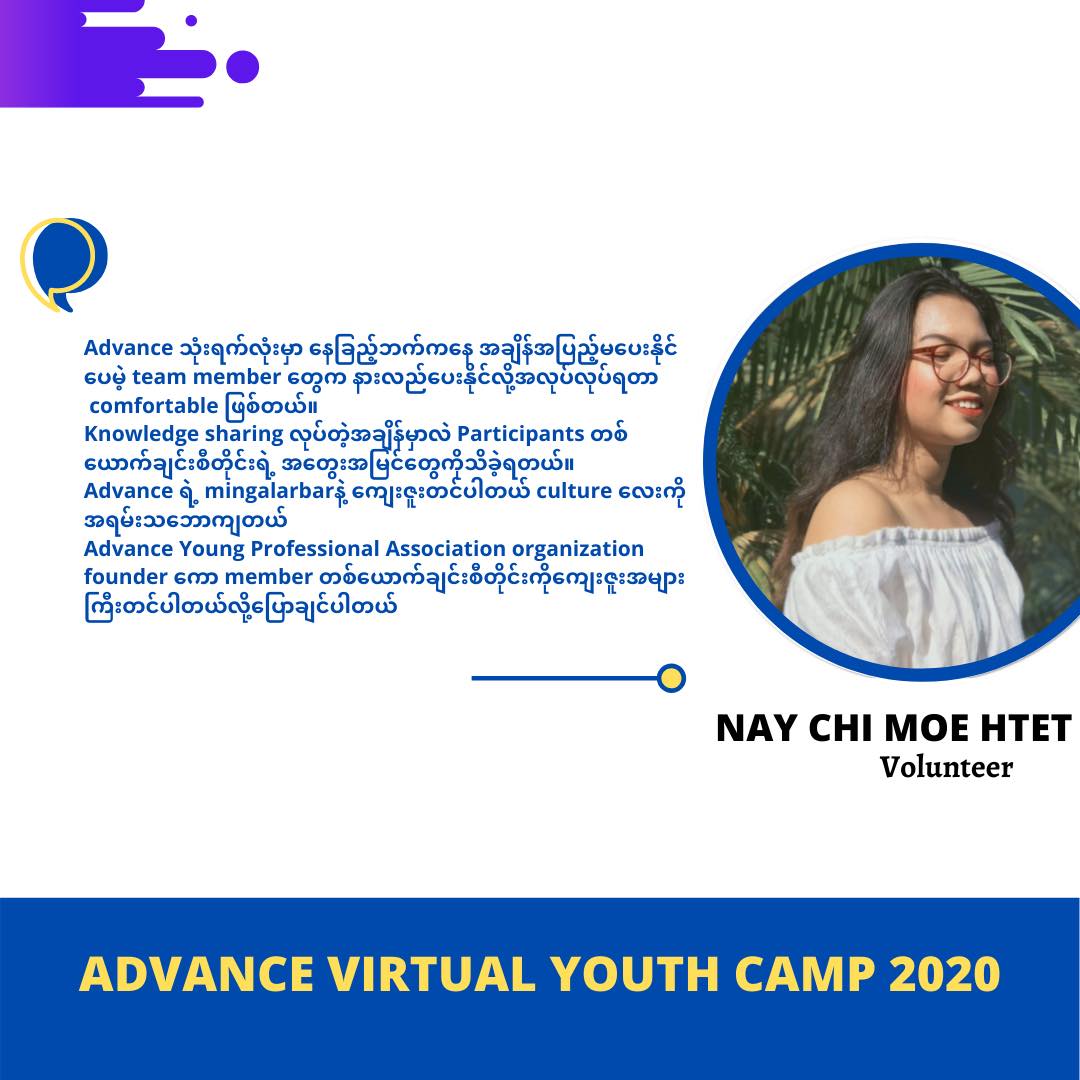 Advance သုံးရက်လုံးမှာ နေခြည့်ဘက်ကနေ အချိန်အပြည့်မပေးနိုင်
ပေမဲ့ team member တွေက နားလည်ပေးနိုင်လို့အလုပ်လုပ်ရတာ
comfortable ဖြစ်တယ်။
Knowledge sharing လုပ်တဲ့အချိန်မှာလဲ Participants တစ်
ယောက်ချင်းစီတိုင်းရဲ့ အတွေးအမြင်တွေကိုသိခဲ့ရတယ်။
Advance ရဲ့ mingalarbarနဲ့ ကျေးဇူးတင်ပါတယ် culture လေးကို
အရမ်းသဘောကျတယ်
Advance Young Professional Association organization
founder ကော member တစ်ယောက်ချင်းစီတိုင်းကိုကျေးဇူးအများ
ကြီးတင်ပါတယ်လို့ပြောချင်ပါတယ်
NAY CHI MOE HTET
Volunteer
ADVANCE VIRTUAL YOUTH CAMP 2020